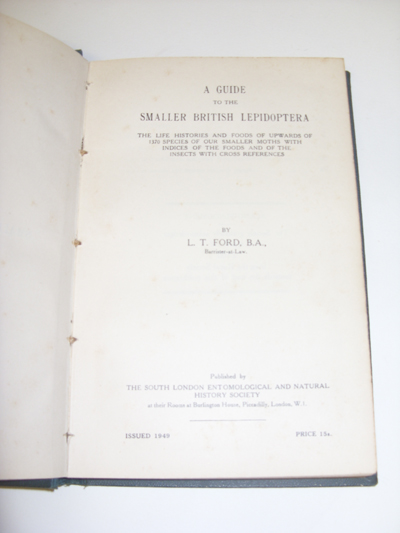 A GUIDE
TO THE
SMALLER BRITISH LEPIDOPTERA
THE LIFE HISTORIES AND FOODS OF UPWARDS OF
SPECIES OF OUR SMALLER MOTHS WITH
INDICES OF THE FOODS AND OF THE
INSECTS WITH CROSS REFERENCES
BY
L. T. FORD, B.A.,
Barrister-at-Law.
Published by
THE SOUTH LONDON ENTOMOLOGICAL AND NATURAL
HISTORY SOCIETY
at their Rooms at Burlington House, Piccadilly, London, W. 1.
ISSUED 1949
PRICE